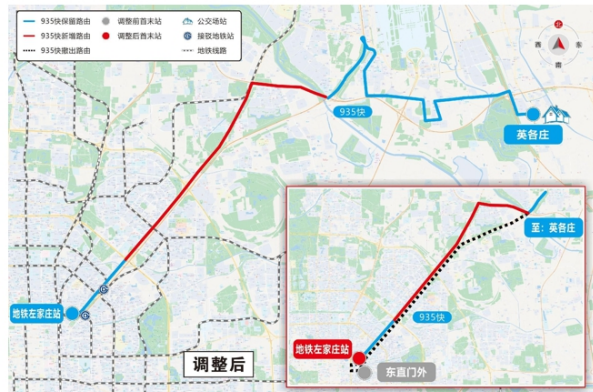 935快保留路由 调整前首末站 公交场站
935快新增路由 调整后首末站 接驳地铁站
935快撤出路由 地铁线路
北
西 东
南
935快
英各庄
至：英各庄
地铁左家庄站
935快
地铁左家庄站
东直门外
调整后